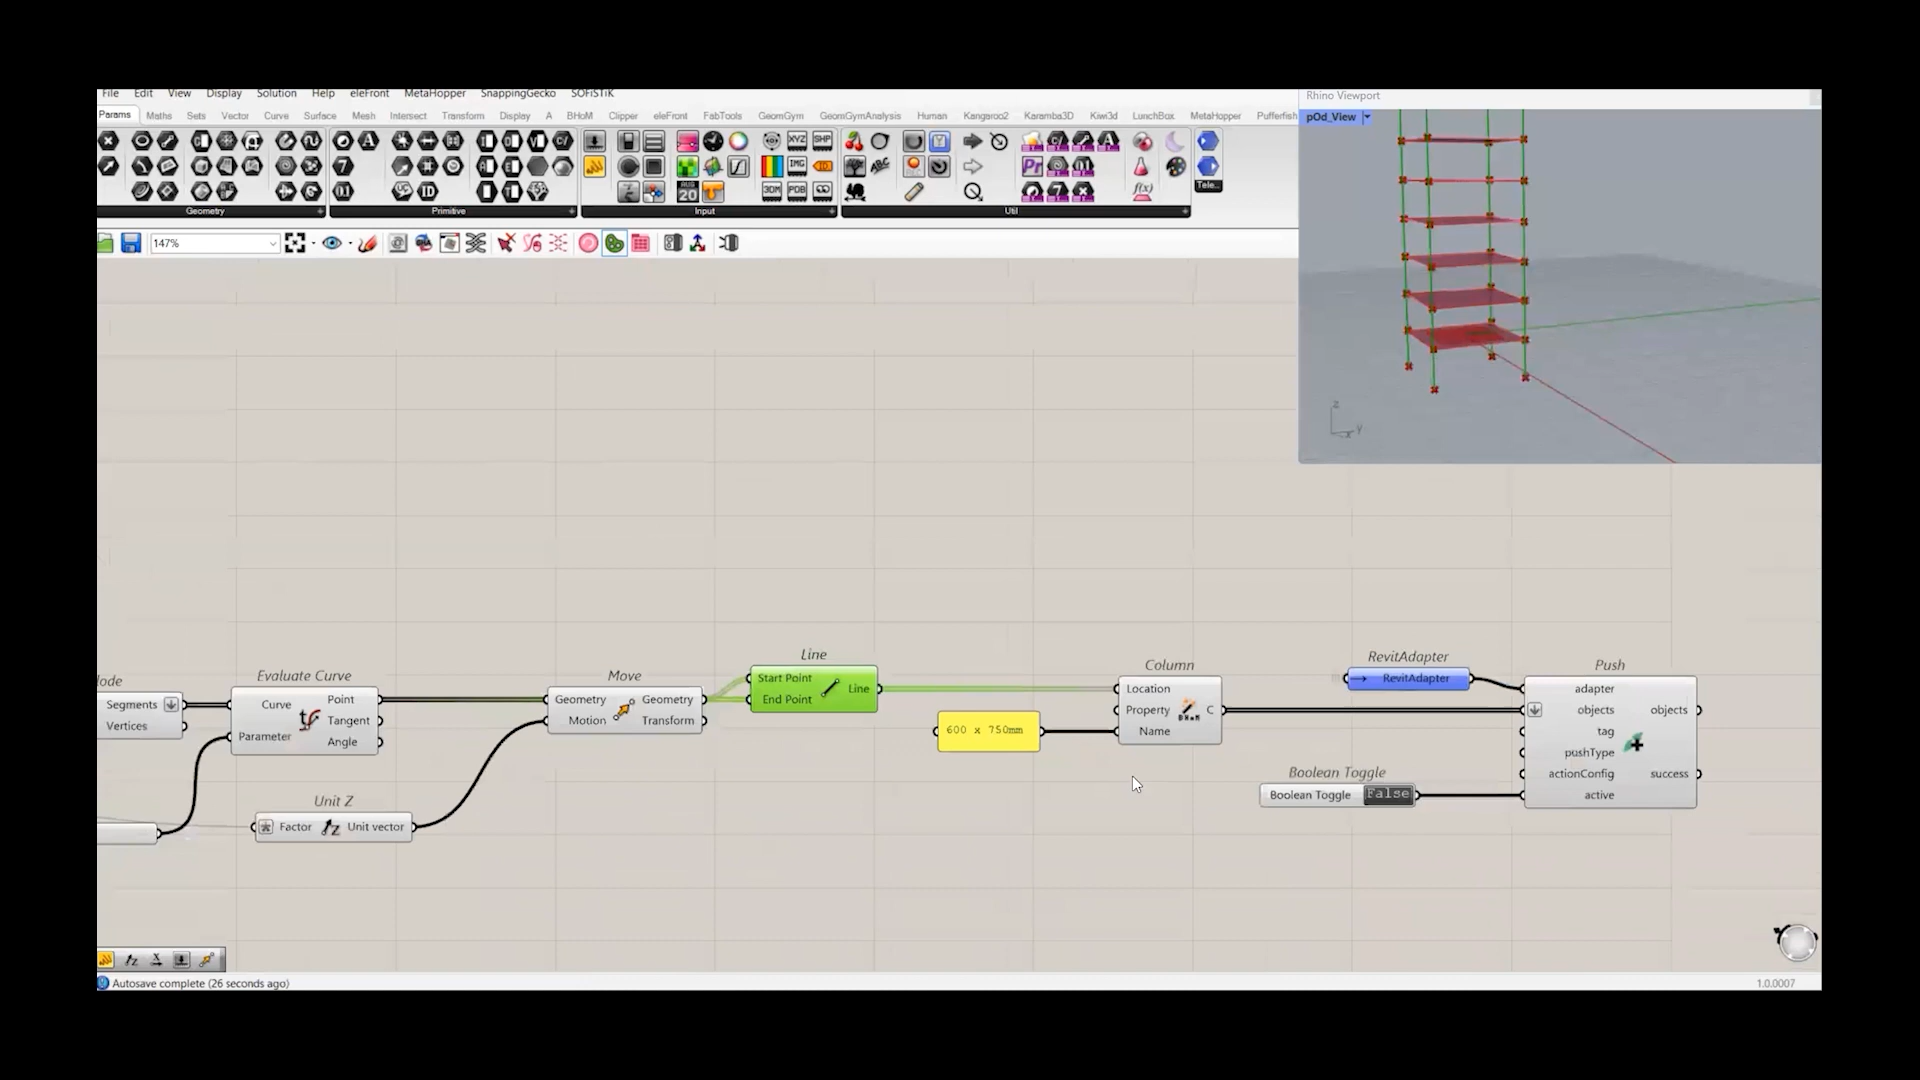 File Edit View Display Solution Help eleFront MetaHopper SnappingGecko SOFiSTiK
Rhino Viewport
Params Maths Sets Vector Curve Surface Mesh Intersect Transform Display A BHoM Clipper eleFront FabTools GeomGym GeomGymAnalysis Human Kangaroo2 Karamba3D Kiwi3d LunchBox MetaHopper Pufferfish
pOd_View
Tele...
Geometry Primitive Input Util
147%
z
y
Line
Start Point
End Point
Line
Evaluate Curve
Curve
Parameter
Point
Tangent
Angle
Segments
Vertices
Move
Geometry
Motion
Geometry
Transform
Unit Z
Factor
Unit vector
600 x 750mm
Column
Location
Property
Name
C
RevitAdapter
RevitAdapter
Boolean Toggle
Boolean Toggle False
Push
adapter
objects
tag
pushType
actionConfig
active
objects
success
Autosave complete (26 seconds ago)
1.0.0007